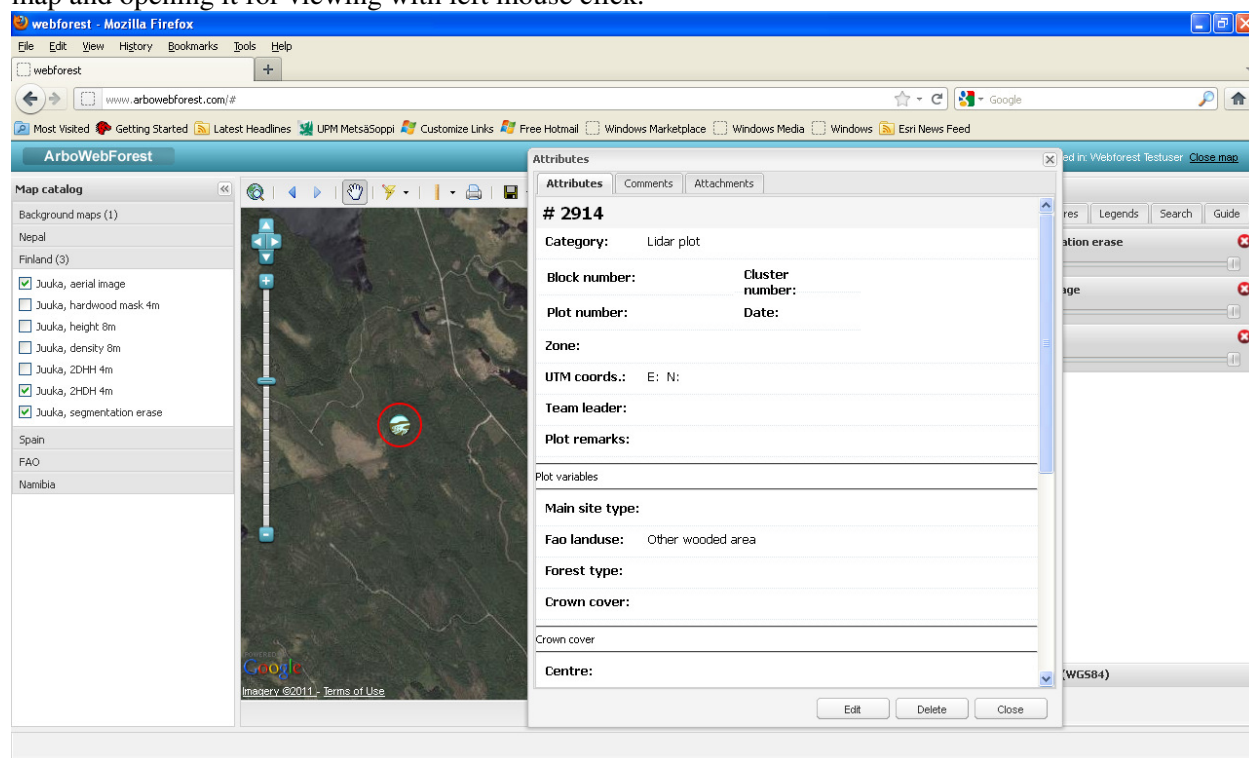 map and opening it for viewing with left mouse click.
webforest - Mozilla Firefox
File Edit View History Bookmarks Tools Help
webforest
www.arbowebforest.com/# Google
Most Visited Getting Started Latest Headlines UPM MetsäSoppi Customize Links Free Hotmail Windows Marketplace Windows Media Windows Esri News Feed
ArboWebForest
ed in: Webforest Testuser Close map
Map catalog
Background maps (1)
Nepal
Finland (3)
Juuka, aerial image
Juuka, hardwood mask 4m
Juuka, height 8m
Juuka, density 8m
Juuka, 2DHH 4m
Juuka, 2HDH 4m
Juuka, segmentation erase
Spain
FAO
Namibia
POWERED BY
Google
Imagery ©2011 - Terms of Use
Attributes
Attributes Comments Attachments
# 2914
Category: Lidar plot
Block number: Cluster
number:
Plot number: Date:
Zone:
UTM coords.: E: N:
Team leader:
Plot remarks:
Plot variables
Main site type:
Fao landuse: Other wooded area
Forest type:
Crown cover:
Crown cover
Centre:
Edit Delete Close
res Legends Search Guide
ation erase
age
(WGS84)